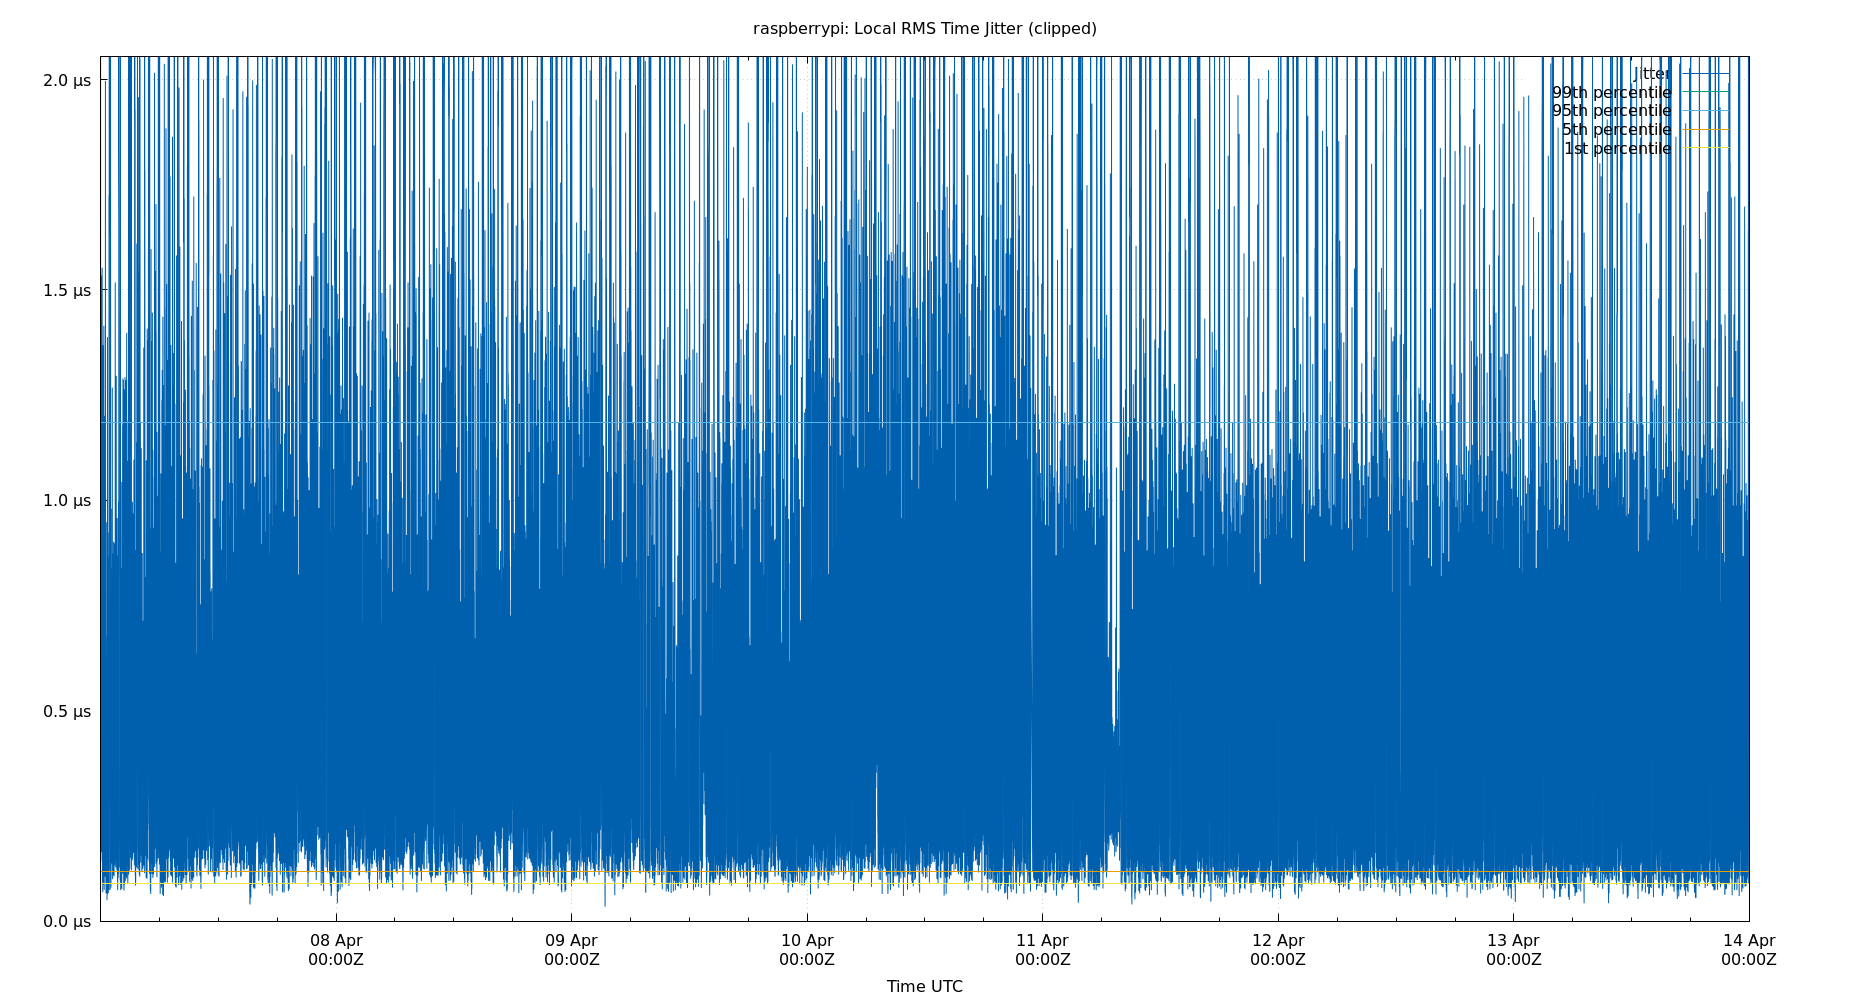 raspberrypi: Local RMS Time Jitter (clipped)
2.0 µs
1.5 µs
1.0 µs
0.5 µs
0.0 µs
Jitter
99th percentile
95th percentile
5th percentile
1st percentile
08 Apr
00:00Z
09 Apr
00:00Z
10 Apr
00:00Z
11 Apr
00:00Z
12 Apr
00:00Z
13 Apr
00:00Z
14 Apr
00:00Z
Time UTC